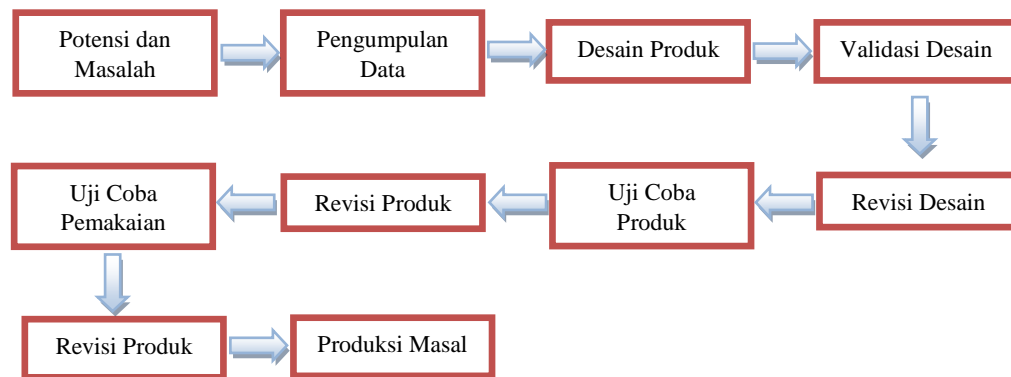 Potensi dan
Masalah
Pengumpulan
Data
Desain Produk
Validasi Desain
Revisi Desain
Uji Coba
Produk
Revisi Produk
Uji Coba
Pemakaian
Revisi Produk
Produksi Masal